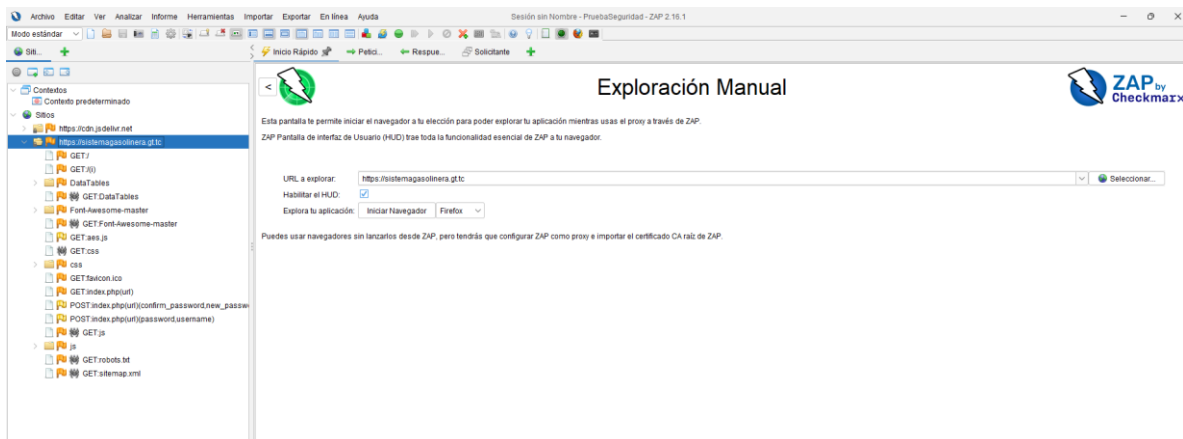 Archivo Editar Ver Analizar Informe Herramientas Importar Exportar En línea Ayuda
Sesión sin Nombre - PruebaSeguridad - ZAP 2.16.1
Modo estándar
Siti...
Inicio Rápido
Petici...
Respue...
Solicitante
Contextos
Contexto predeterminado
Sitios
https://cdn.jsdelivr.net
https://sistemagasolinera.gt.tc
GET:/
GET:/(i)
DataTables
GET:DataTables
Font-Awesome-master
GET:Font-Awesome-master
GET:aes.js
GET:css
css
GET:favicon.ico
GET:index.php(url)
POST:index.php(url)(confirm_password,new_passw
POST:index.php(url)(password,username)
GET:js
js
GET:robots.txt
GET:sitemap.xml
<
Exploración Manual
ZAP by
Checkmarx
Esta pantalla te permite iniciar el navegador a tu elección para poder explorar tu aplicación mientras usas el proxy a través de ZAP.
ZAP Pantalla de interfaz de Usuario (HUD) trae toda la funcionalidad esencial de ZAP a tu navegador.
URL a explorar: https://sistemagasolinera.gt.tc Seleccionar...
Habilitar el HUD:
Explora tu aplicación: Iniciar Navegador Firefox
Puedes usar navegadores sin lanzarlos desde ZAP, pero tendrás que configurar ZAP como proxy e importar el certificado CA raíz de ZAP.